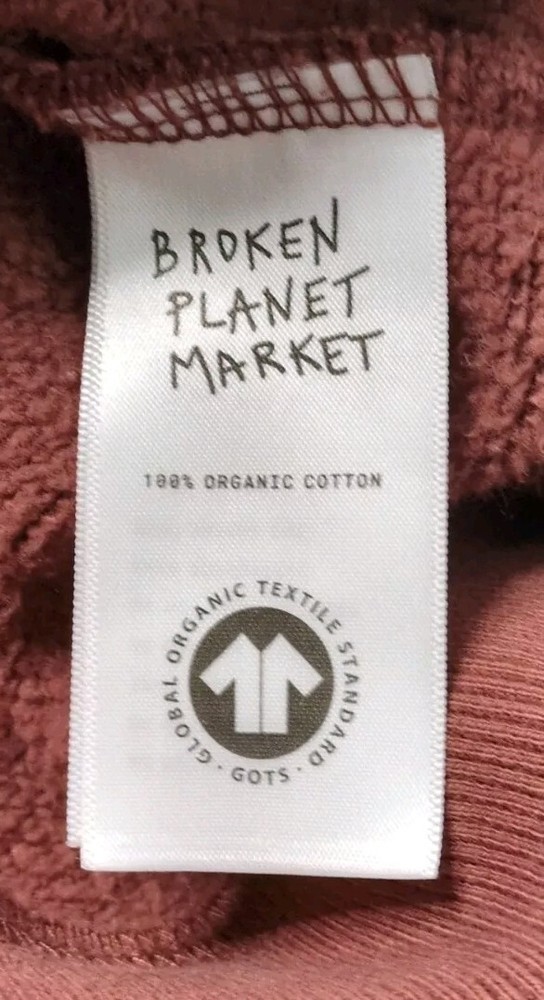 BROKEN
PLANET
MARKET
100% ORGANIC COTTON
GLOBAL ORGANIC TEXTILE STANDARD
· GOTS ·